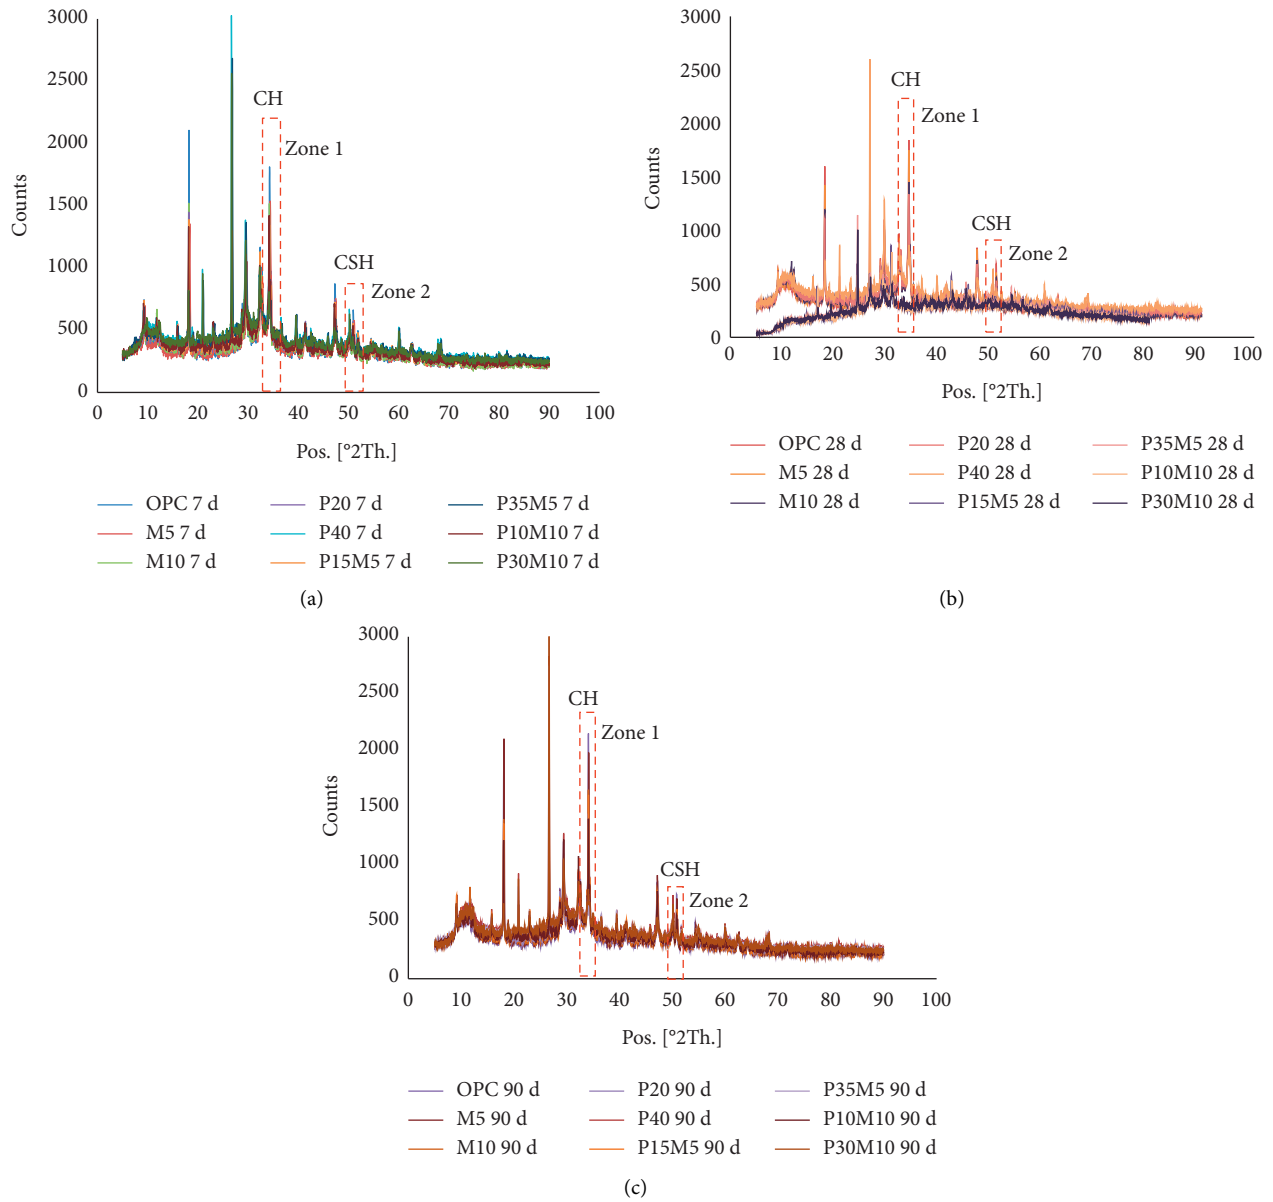 3000
2500
2000
1500
1000
500
0
Counts
CH
Zone 1
CSH
Zone 2
0 10 20 30 40 50 60 70 80 90 100
Pos. [°2Th.]
OPC 7 d P20 7 d P35M5 7 d
M5 7 d P40 7 d P10M10 7 d
M10 7 d P15M5 7 d P30M10 7 d
(a)
3000
2500
2000
1500
1000
500
0
Counts
CH
Zone 1
CSH
Zone 2
0 10 20 30 40 50 60 70 80 90 100
Pos. [°2Th.]
OPC 28 d P20 28 d P35M5 28 d
M5 28 d P40 28 d P10M10 28 d
M10 28 d P15M5 28 d P30M10 28 d
(b)
3000
2500
2000
1500
1000
500
0
Counts
CH
Zone 1
CSH
Zone 2
0 10 20 30 40 50 60 70 80 90 100
Pos. [°2Th.]
OPC 90 d P20 90 d P35M5 90 d
M5 90 d P40 90 d P10M10 90 d
M10 90 d P15M5 90 d P30M10 90 d
(c)